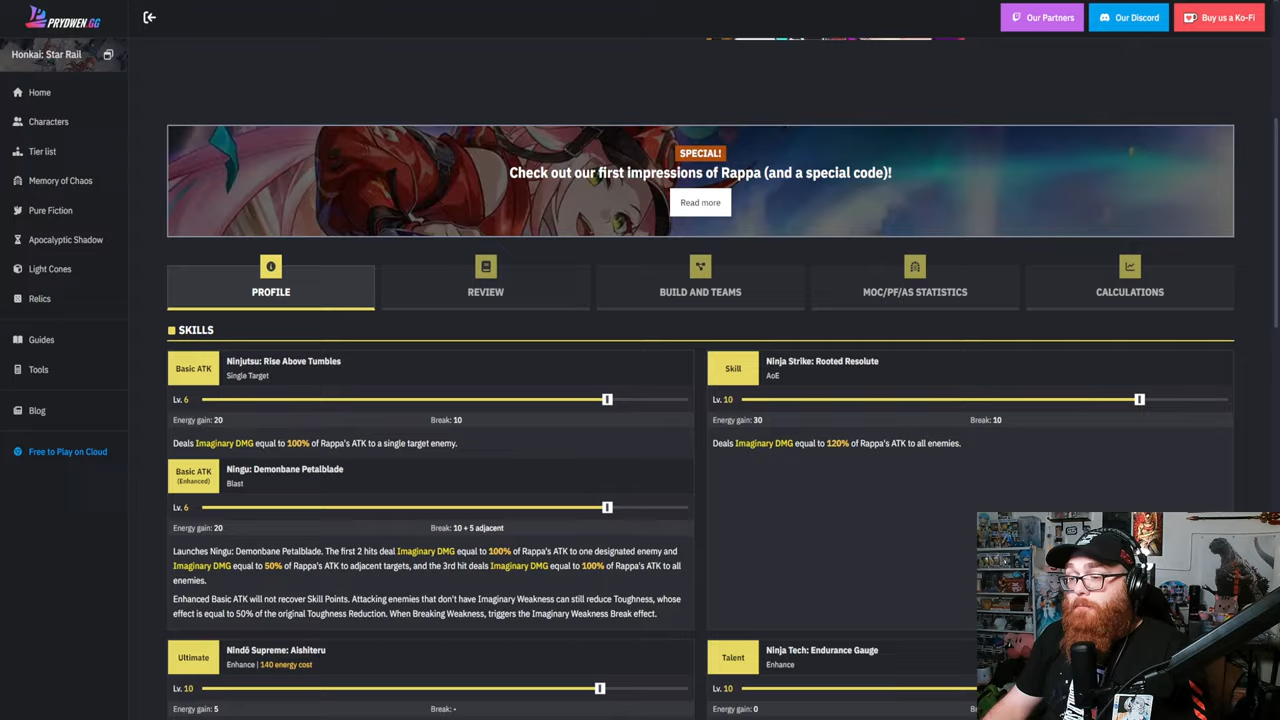 PRYDWEN.GG
Our Partners
Our Discord
Buy us a Ko-Fi
Honkai: Star Rail
Home
Characters
Tier list
Memory of Chaos
Pure Fiction
Apocalyptic Shadow
Light Cones
Relics
Guides
Tools
Blog
Free to Play on Cloud
SPECIAL!
Check out our first impressions of Rappa (and a special code)!
Read more
PROFILE
REVIEW
BUILD AND TEAMS
MOC/PF/AS STATISTICS
CALCULATIONS
SKILLS
Basic ATK
Ninjutsu: Rise Above Tumbles
Single Target
Lv. 6
Energy gain: 20
Break: 10
Deals Imaginary DMG equal to 100% of Rappa's ATK to a single target enemy.
Basic ATK
(Enhanced)
Ningu: Demonbane Petalblade
Blast
Lv. 6
Energy gain: 20
Break: 10 + 5 adjacent
Launches Ningu: Demonbane Petalblade. The first 2 hits deal Imaginary DMG equal to 100% of Rappa's ATK to one designated enemy and
Imaginary DMG equal to 50% of Rappa's ATK to adjacent targets, and the 3rd hit deals Imaginary DMG equal to 100% of Rappa's ATK to all
enemies.
Enhanced Basic ATK will not recover Skill Points. Attacking enemies that don't have Imaginary Weakness can still reduce Toughness, whose
effect is equal to 50% of the original Toughness Reduction. When Breaking Weakness, triggers the Imaginary Weakness Break effect.
Skill
Ninja Strike: Rooted Resolute
AoE
Lv. 10
Energy gain: 30
Break: 10
Deals Imaginary DMG equal to 120% of Rappa's ATK to all enemies.
Ultimate
Nindō Supreme: Aishiteru
Enhance | 140 energy cost
Lv. 10
Energy gain: 5
Break: -
Talent
Ninja Tech: Endurance Gauge
Enhance
Lv. 10
Energy gain: 0